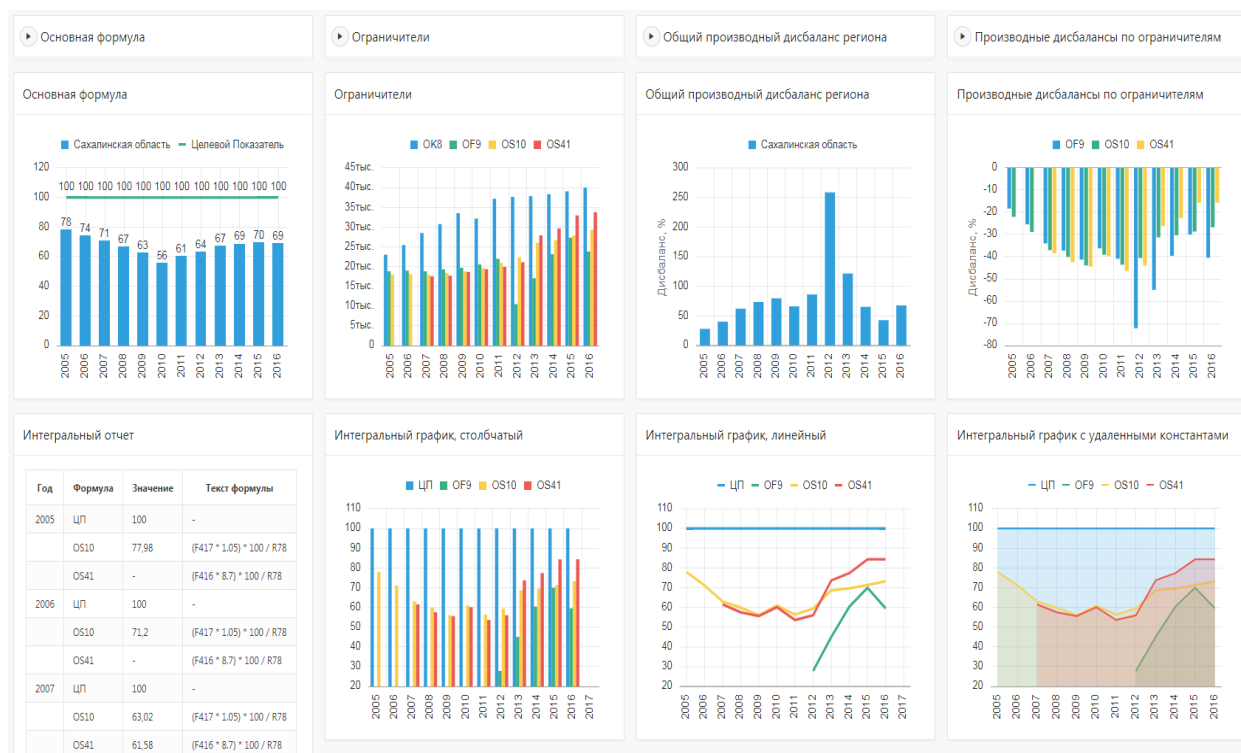 Основная формула
Ограничители
Общий производный дисбаланс региона
Производные дисбалансы по ограничителям
Основная формула
Сахалинская область Целевой Показатель
120
100
80
60
40
20
0
100 100 100 100 100 100 100 100 100 100 100 100
78 74 71 67 63 56 61 64 67 69 70 69
2005 2006 2007 2008 2009 2010 2011 2012 2013 2014 2015 2016
Ограничители
OK8 OF9 OS10 OS41
45тыс.
40тыс.
35тыс.
30тыс.
25тыс.
20тыс.
15тыс.
10тыс.
5тыс.
0
2005 2006 2007 2008 2009 2010 2011 2012 2013 2014 2015 2016
Общий производный дисбаланс региона
Сахалинская область
Дисбаланс, %
300
250
200
150
100
50
0
2005 2006 2007 2008 2009 2010 2011 2012 2013 2014 2015 2016
Производные дисбалансы по ограничителям
OF9 OS10 OS41
Дисбаланс, %
0
-10
-20
-30
-40
-50
-60
-70
-80
2005 2006 2007 2008 2009 2010 2011 2012 2013 2014 2015 2016
Интегральный отчет
Год Формула Значение Текст формулы
2005 ЦП 100 -
OS10 77,98 (F417 * 1.05) * 100 / R78
OS41 - (F416 * 8.7) * 100 / R78
2006 ЦП 100 -
OS10 71,2 (F417 * 1.05) * 100 / R78
OS41 - (F416 * 8.7) * 100 / R78
2007 ЦП 100 -
OS10 63,02 (F417 * 1.05) * 100 / R78
OS41 61,58 (F416 * 8.7) * 100 / R78
Интегральный график, столбчатый
ЦП OF9 OS10 OS41
110
100
90
80
70
60
50
40
30
20
2005 2006 2007 2008 2009 2010 2011 2012 2013 2014 2015 2016 2017
Интегральный график, линейный
ЦП OF9 OS10 OS41
110
100
90
80
70
60
50
40
30
20
2005 2006 2007 2008 2009 2010 2011 2012 2013 2014 2015 2016 2017
Интегральный график с удаленными константами
ЦП OF9 OS10 OS41
110
100
90
80
70
60
50
40
30
20
2005 2006 2007 2008 2009 2010 2011 2012 2013 2014 2015 2016